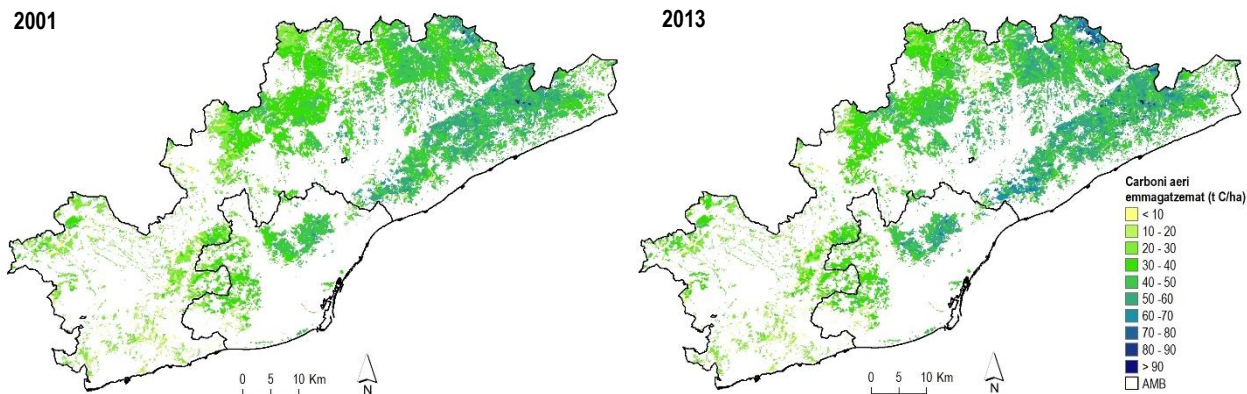 2001
2013
Carboni aeri
emmagatzemat (t C/ha)
< 10
10 - 20
20 - 30
30 - 40
40 - 50
50 - 60
60 -70
70 - 80
80 - 90
> 90
AMB
0 5 10 Km
N
0 5 10 Km
N